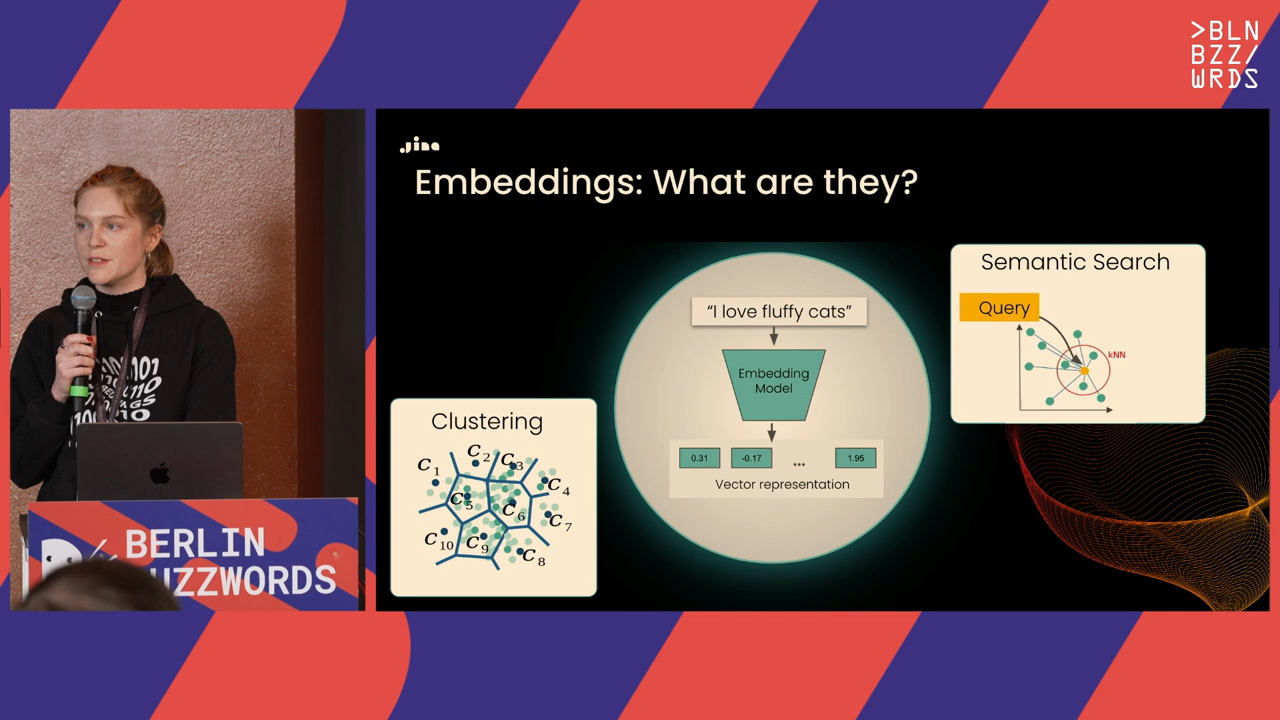 >BLN
BZZ/
WRDS
Jina
Embeddings: What are they?
Semantic Search
Query
kNN
"I love fluffy cats"
Embedding
Model
0.31
-0.17
...
1.95
Vector representation
Clustering
C1
C2
C3
C4
C5
C6
C7
C8
C9
C10
BERLIN
UZZWORDS